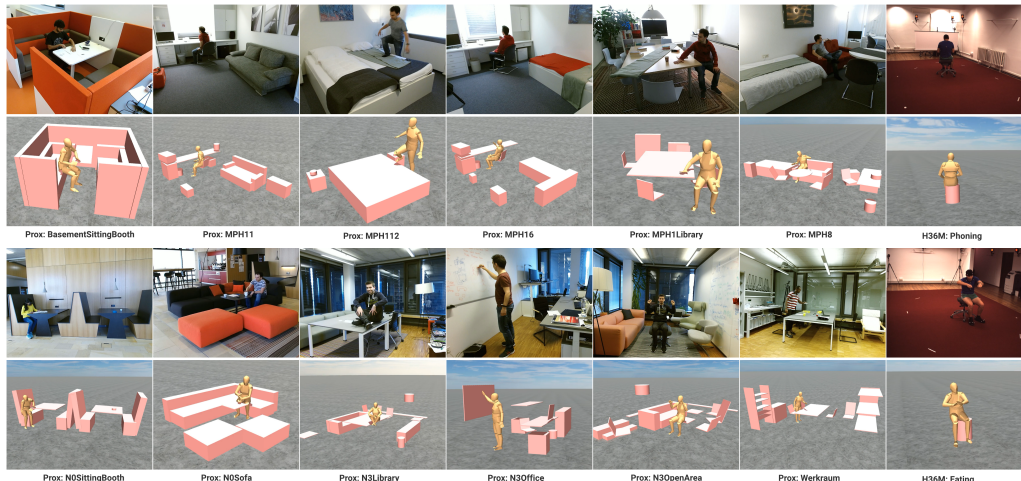 Prox: BasementSittingBooth
Prox: MPH11
Prox: MPH112
Prox: MPH16
Prox: MPH1Library
Prox: MPH8
H36M: Phoning
Prox: N0SittingBooth
Prox: N0Sofa
Prox: N3Library
Prox: N3Office
Prox: N3OpenArea
Prox: Werkraum
H36M: Eating